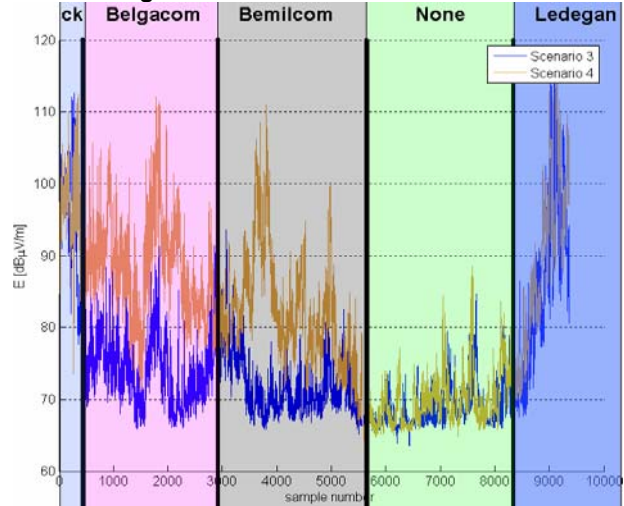 ck Belgacom Bemilcom None Ledegan
120
Scenario 3
Scenario 4
110
100
90
E [dBμV/m]
80
70
60
0 1000 2000 3000 4000 5000 6000 7000 8000 9000 10000
sample number